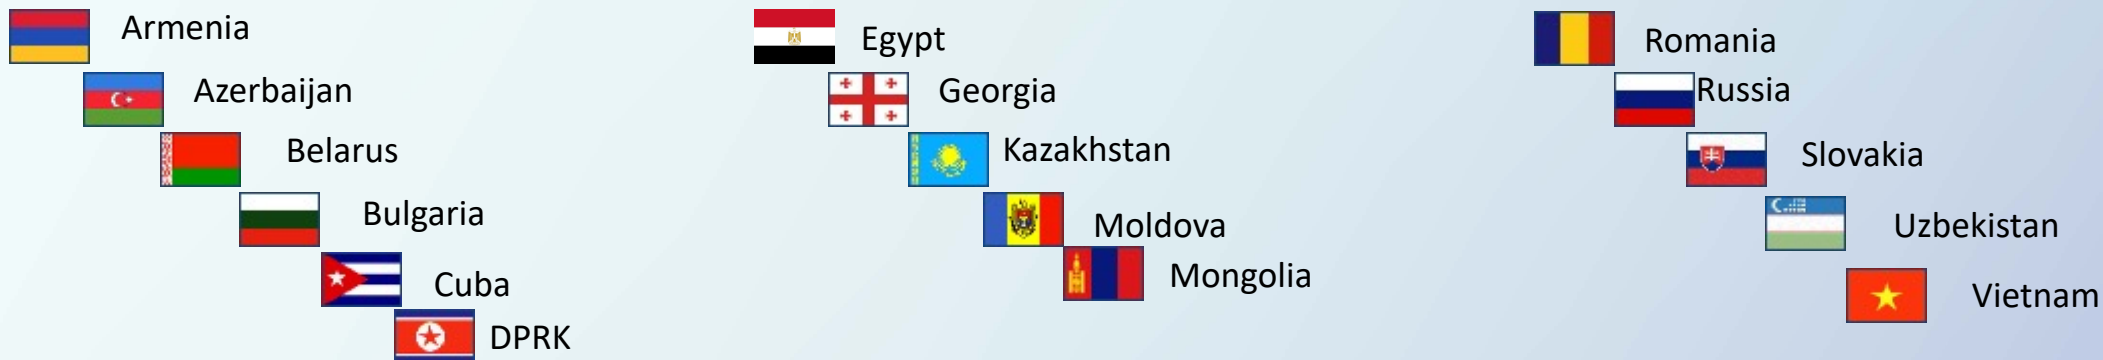 Armenia
Azerbaijan
Belarus
Bulgaria
Cuba
DPRK
Egypt
Georgia
Kazakhstan
Moldova
Mongolia
Romania
Russia
Slovakia
Uzbekistan
Vietnam